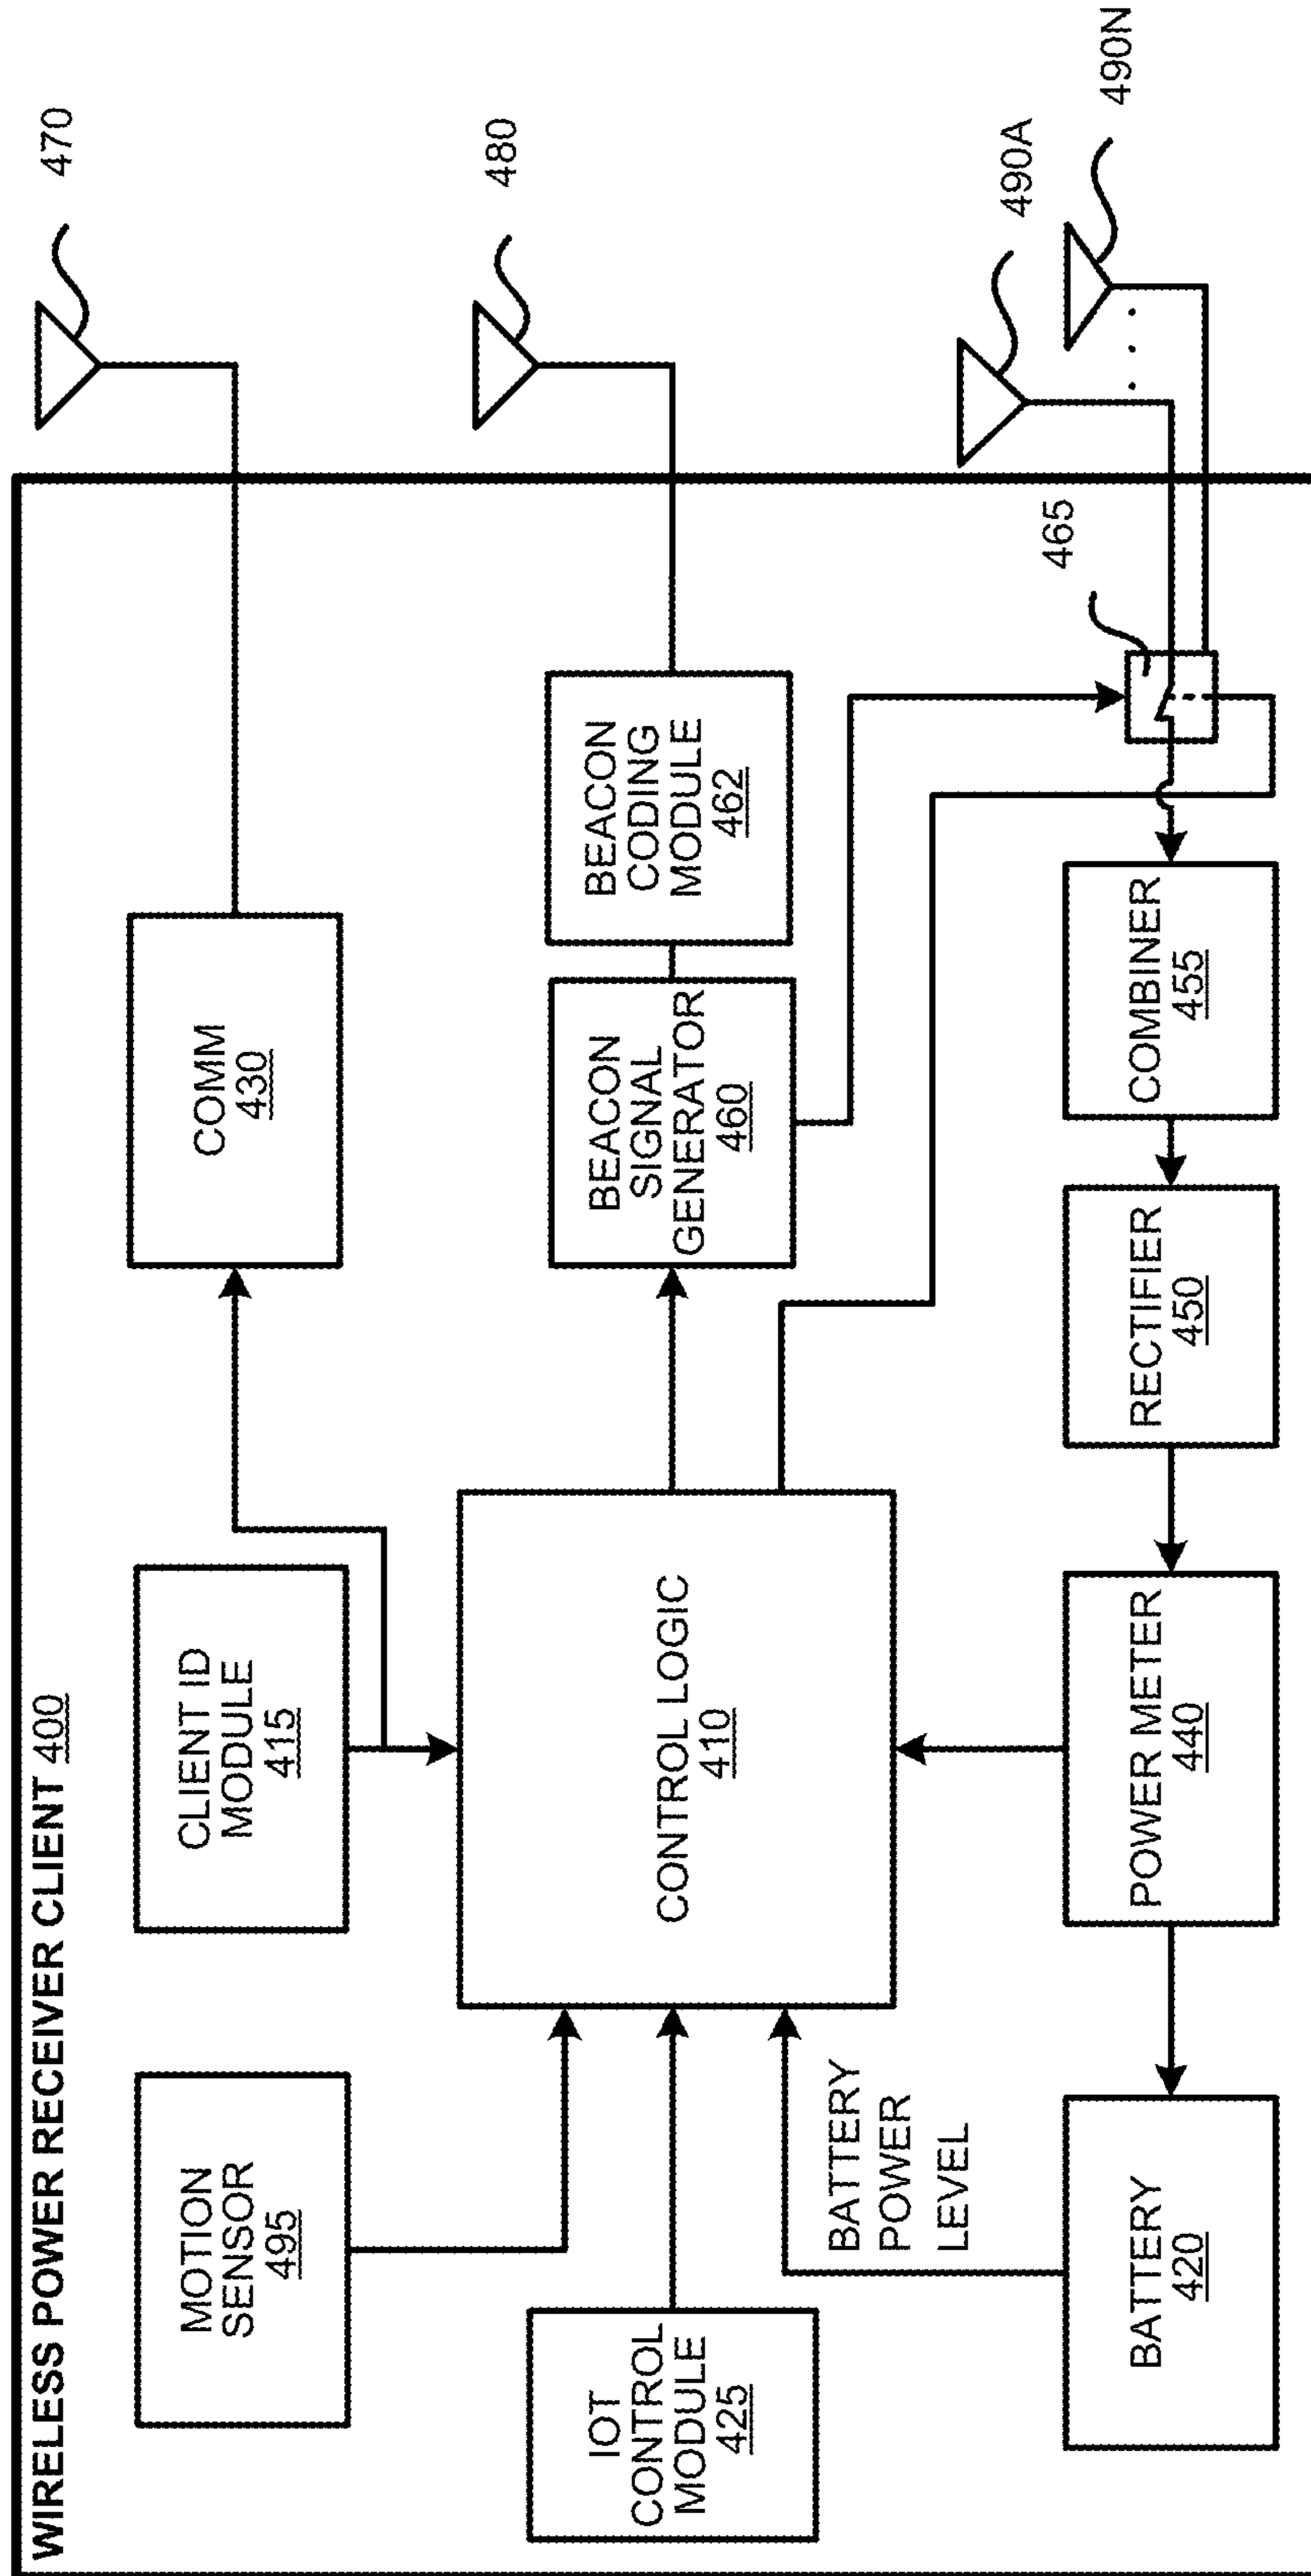 WIRELESS POWER RECEIVER CLIENT 400
MOTION
SENSOR
495
CLIENT ID
MODULE
415
COMM
430
470
IOT
CONTROL
MODULE
425
CONTROL LOGIC
410
BEACON
SIGNAL
GENERATOR
460
BEACON
CODING
MODULE
462
480
BATTERY
POWER
LEVEL
465
490A
490N
BATTERY
420
POWER METER
440
RECTIFIER
450
COMBINER
455